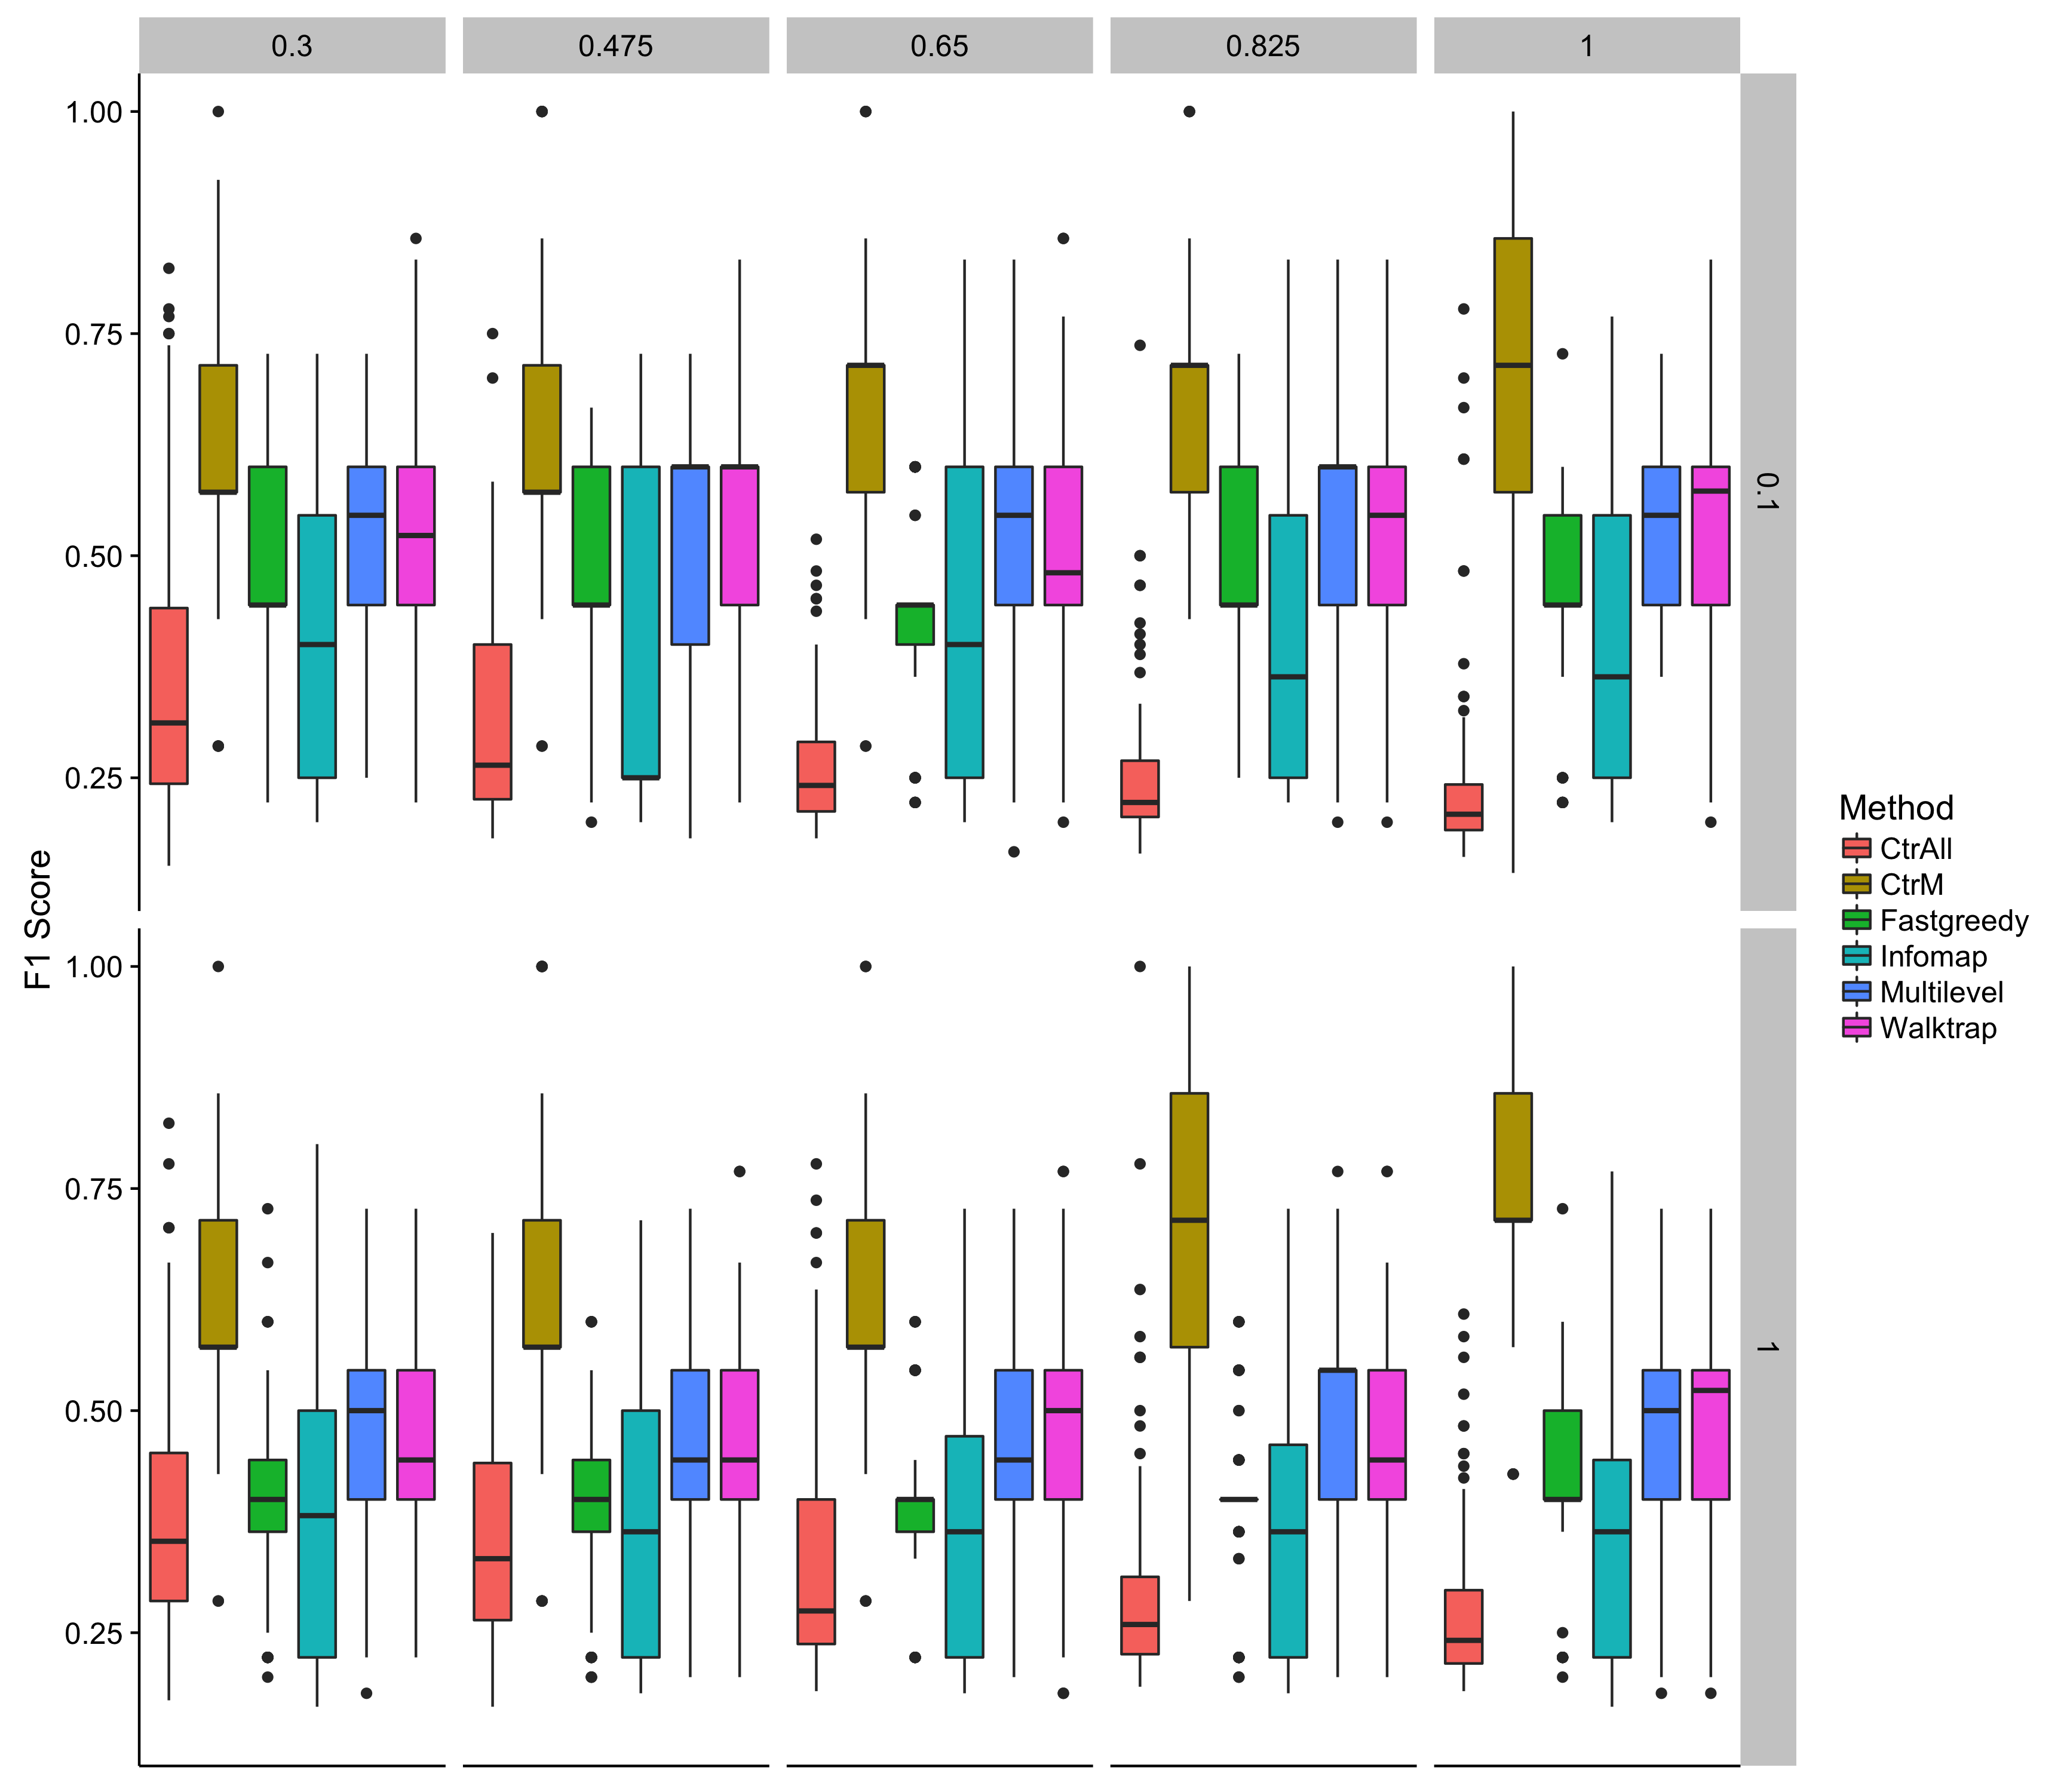 0.3 0.475 0.65 0.825 1
1.00
0.75
0.50
0.25
0.1
1.00
0.75
0.50
0.25
1
F1 Score
Method
CtrAll
CtrM
Fastgreedy
Infomap
Multilevel
Walktrap